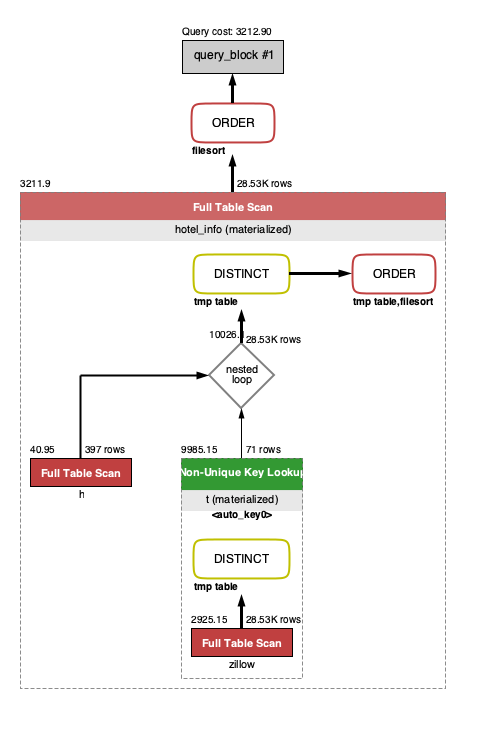 Query cost: 3212.90
query_block #1
ORDER
filesort
3211.9
28.53K rows
Full Table Scan
hotel_info (materialized)
DISTINCT
ORDER
tmp table
tmp table,filesort
10026.
28.53K rows
nested
loop
40.95
397 rows
9985.15
71 rows
Full Table Scan
Non-Unique Key Lookup
h
t (materialized)
<auto_key0>
DISTINCT
tmp table
2925.15
28.53K rows
Full Table Scan
zillow